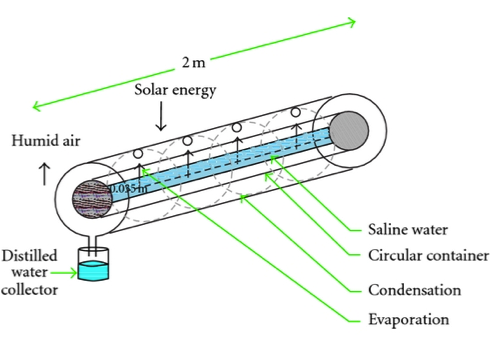 2 m
Solar energy
Humid air
0.035 m
Saline water
Distilled
water
collector
Circular container
Condensation
Evaporation